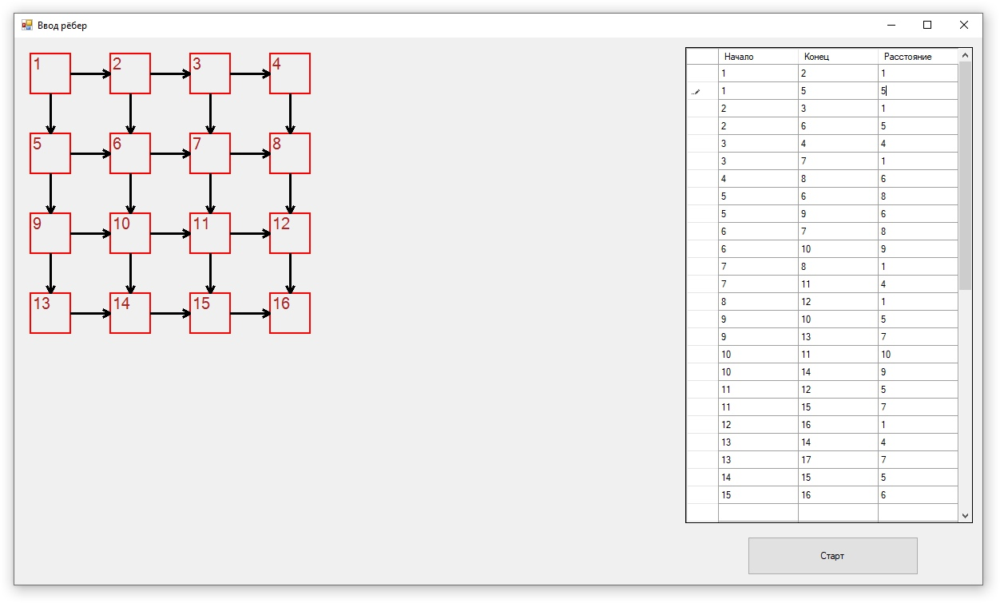 Ввод рёбер
1 2 3 4
5 6 7 8
9 10 11 12
13 14 15 16
Начало Конец Расстояние
1 2 1
1 5 5
2 3 1
2 6 5
3 4 4
3 7 1
4 8 6
5 6 8
5 9 6
6 7 8
6 10 9
7 8 1
7 11 4
8 12 1
9 10 5
9 13 7
10 11 10
10 14 9
11 12 5
11 15 7
12 16 1
13 14 4
13 17 7
14 15 5
15 16 6
Старт